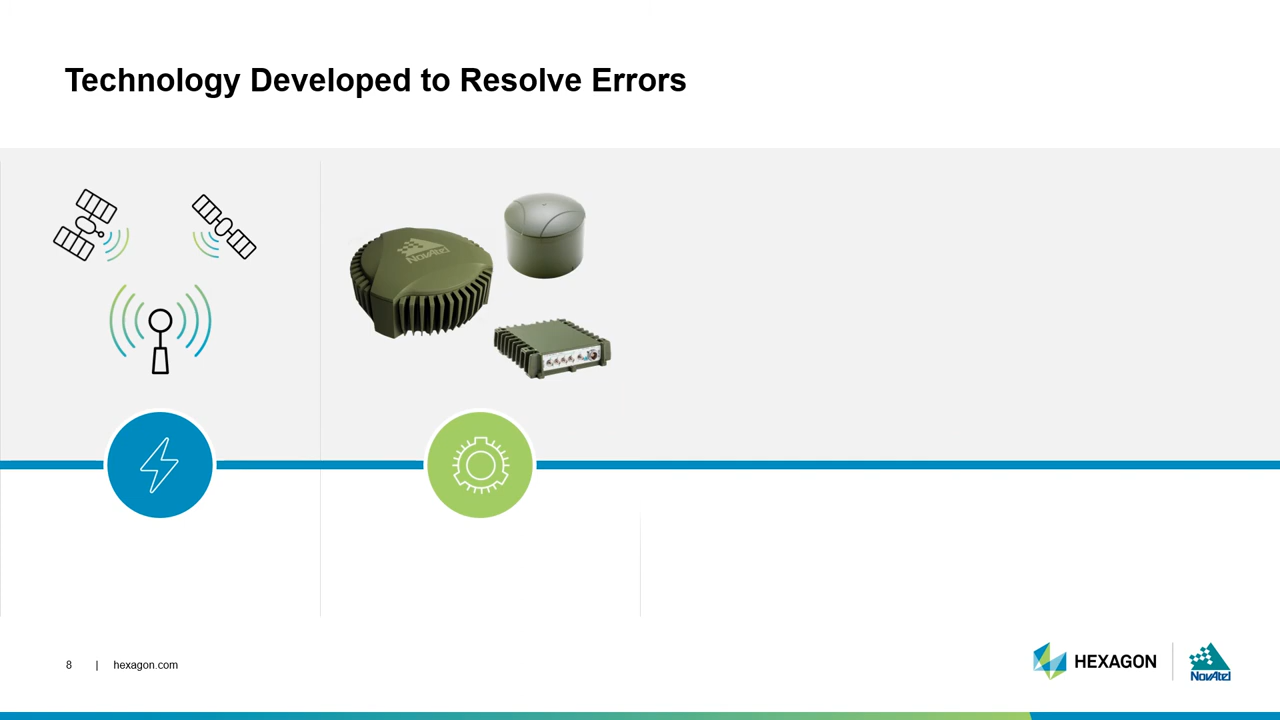 Technology Developed to Resolve Errors
NovAtel
8 | hexagon.com
HEXAGON
NovAtel